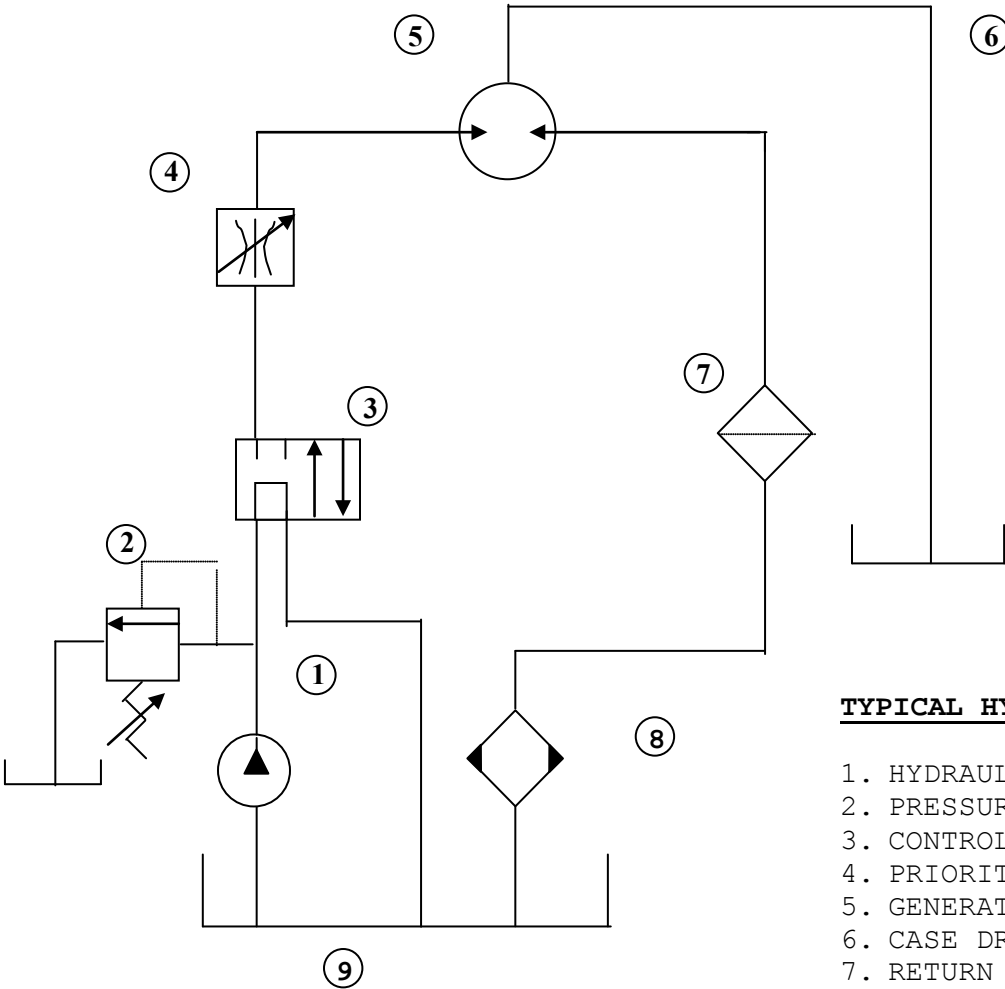 5
6
4
7
3
2
1
8
9
TYPICAL HY
1. HYDRAUL
2. PRESSUR
3. CONTROL
4. PRIORIT
5. GENERAT
6. CASE DR
7. RETURN